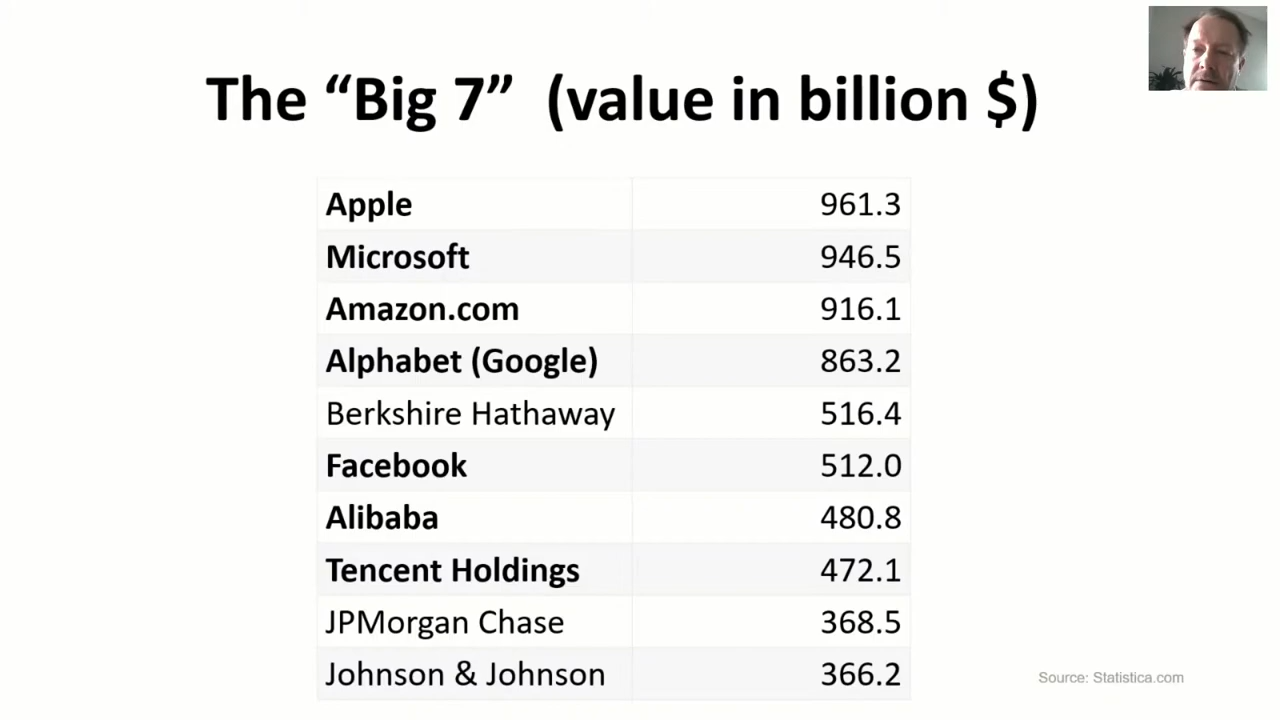 The “Big 7” (value in billion $)
Apple 961.3
Microsoft 946.5
Amazon.com 916.1
Alphabet (Google) 863.2
Berkshire Hathaway 516.4
Facebook 512.0
Alibaba 480.8
Tencent Holdings 472.1
JPMorgan Chase 368.5
Johnson & Johnson 366.2
Source: Statistica.com